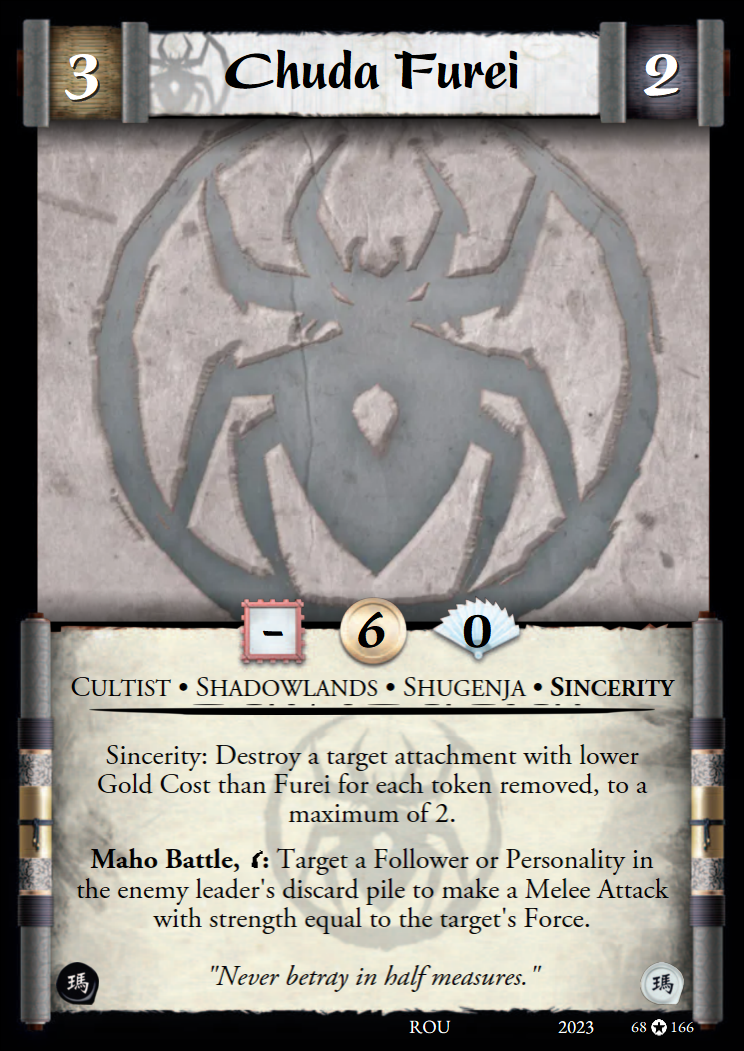 3 Chuda Furei 2
- 6 0
CULTIST • SHADOWLANDS • SHUGENJA • SINCERITY
Sincerity: Destroy a target attachment with lower
Gold Cost than Furei for each token removed, to a
maximum of 2.
Maho Battle, : Target a Follower or Personality in
the enemy leader's discard pile to make a Melee Attack
with strength equal to the target's Force.
瑪 "Never betray in half measures." 瑪
ROU 2023 68 166